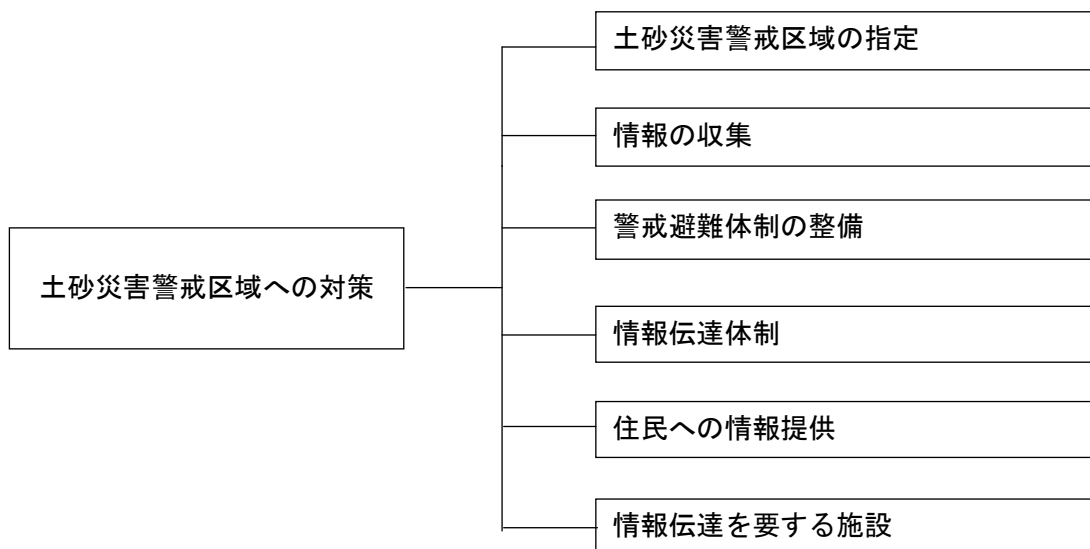 土砂災害警戒区域の指定
情報の収集
警戒避難体制の整備
土砂災害警戒区域への対策
情報伝達体制
住民への情報提供
情報伝達を要する施設